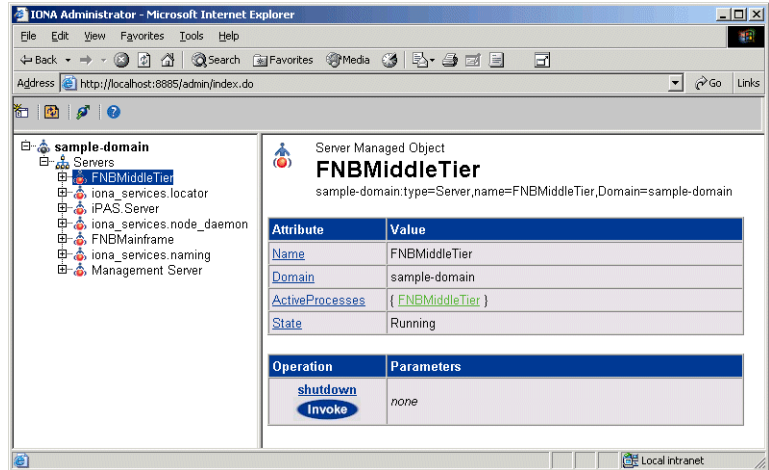 IONA Administrator - Microsoft Internet Explorer
File Edit View Favorites Tools Help
Back Search Favorites Media
Address http://localhost:8885/admin/index.do Go Links
sample-domain
Servers
FNBMiddleTier
iona_services.locator
iPAS.Server
iona_services.node_daemon
FNBMainframe
iona_services.naming
Management Server
Server Managed Object
FNBMiddleTier
sample-domain:type=Server,name=FNBMiddleTier,Domain=sample-domain
Attribute Value
Name FNBMiddleTier
Domain sample-domain
ActiveProcesses { FNBMiddleTier }
State Running
Operation Parameters
shutdown
Invoke none
Local intranet